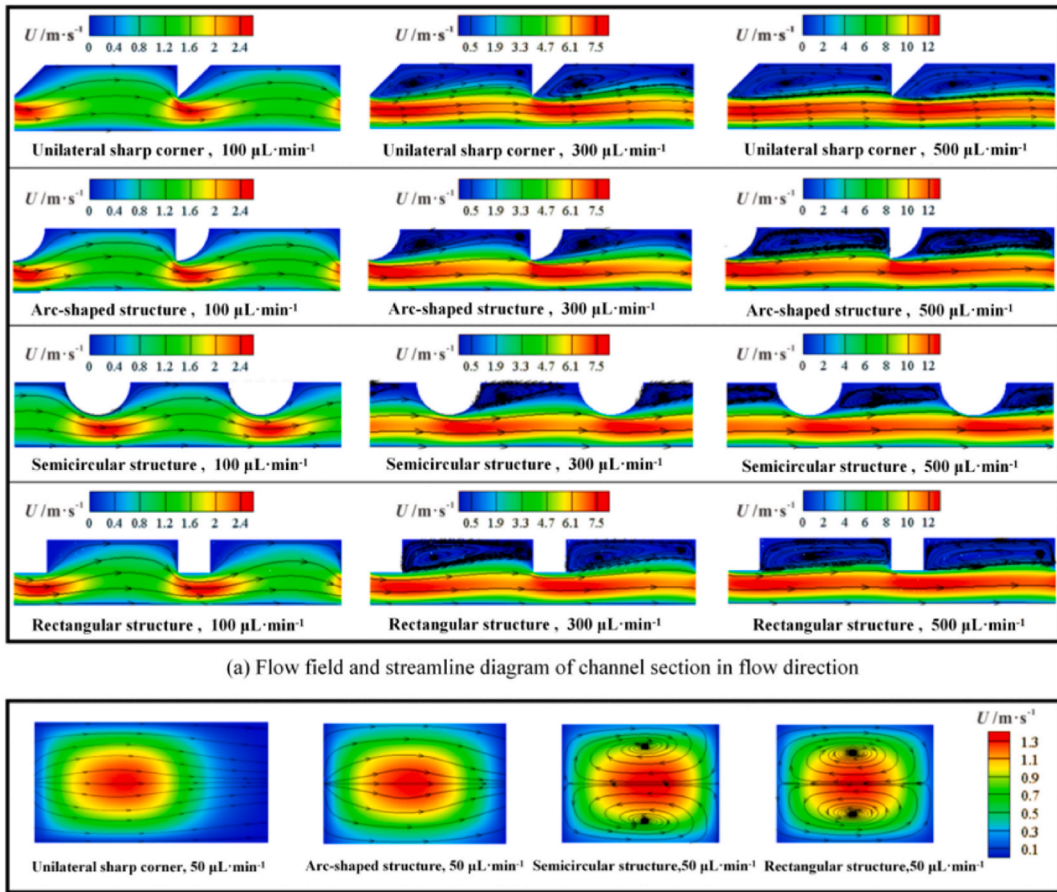 U/m·s⁻¹
0 0.4 0.8 1.2 1.6 2 2.4
U/m·s⁻¹
0.5 1.9 3.3 4.7 6.1 7.5
U/m·s⁻¹
0 2 4 6 8 10 12
Unilateral sharp corner , 100 μL·min⁻¹
Unilateral sharp corner , 300 μL·min⁻¹
Unilateral sharp corner , 500 μL·min⁻¹
U/m·s⁻¹
0 0.4 0.8 1.2 1.6 2 2.4
U/m·s⁻¹
0.5 1.9 3.3 4.7 6.1 7.5
U/m·s⁻¹
0 2 4 6 8 10 12
Arc-shaped structure , 100 μL·min⁻¹
Arc-shaped structure , 300 μL·min⁻¹
Arc-shaped structure , 500 μL·min⁻¹
U/m·s⁻¹
0 0.4 0.8 1.2 1.6 2 2.4
U/m·s⁻¹
0.5 1.9 3.3 4.7 6.1 7.5
U/m·s⁻¹
0 2 4 6 8 10 12
Semicircular structure , 100 μL·min⁻¹
Semicircular structure , 300 μL·min⁻¹
Semicircular structure , 500 μL·min⁻¹
U/m·s⁻¹
0 0.4 0.8 1.2 1.6 2 2.4
U/m·s⁻¹
0.5 1.9 3.3 4.7 6.1 7.5
U/m·s⁻¹
0 2 4 6 8 10 12
Rectangular structure , 100 μL·min⁻¹
Rectangular structure , 300 μL·min⁻¹
Rectangular structure , 500 μL·min⁻¹
(a) Flow field and streamline diagram of channel section in flow direction
U/m·s⁻¹
1.3
1.1
0.9
0.7
0.5
0.3
0.1
Unilateral sharp corner, 50 μL·min⁻¹
Arc-shaped structure, 50 μL·min⁻¹
Semicircular structure,50 μL·min⁻¹
Rectangular structure,50 μL·min⁻¹